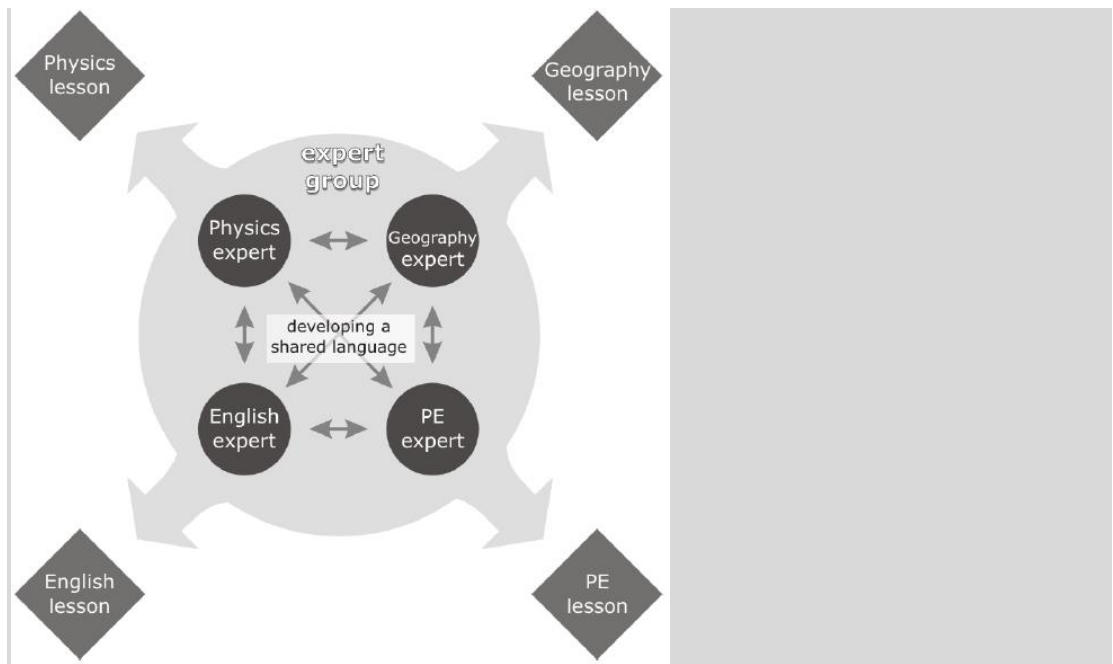 Physics
lesson
Geography
lesson
expert
group
Physics
expert
Geography
expert
developing a
shared language
English
expert
PE
expert
English
lesson
PE
lesson